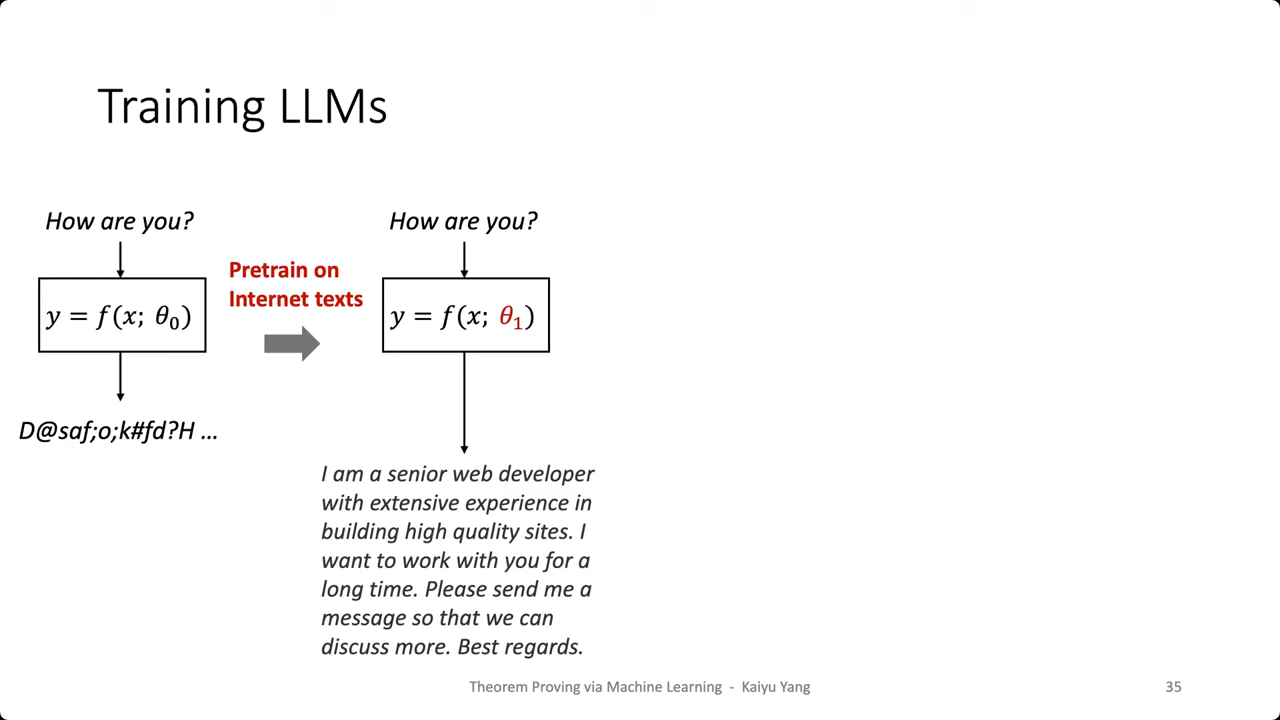 Training LLMs
How are you?
y = f(x; θ₀)
D@saf;o;k#fd?H ...
Pretrain on
Internet texts
How are you?
y = f(x; θ₁)
I am a senior web developer
with extensive experience in
building high quality sites. I
want to work with you for a
long time. Please send me a
message so that we can
discuss more. Best regards.
Theorem Proving via Machine Learning - Kaiyu Yang
35